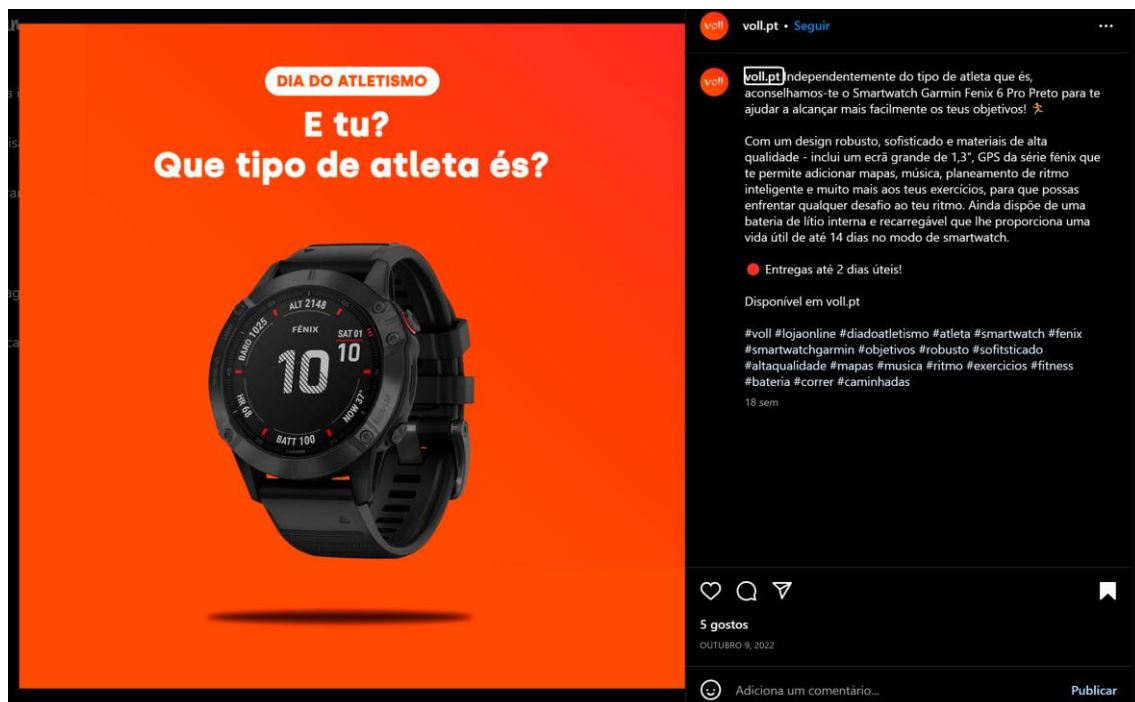 DIA DO ATLETISMO
E tu?
Que tipo de atleta és?
ALT 2148
BARO 1025
FÉNIX
SAT 01
10
10
HR 68
NOW 37°
BATT 100
GARMIN
voll
voll.pt • Seguir
voll
voll.pt Independentemente do tipo de atleta que és,
aconselhamos-te o Smartwatch Garmin Fenix 6 Pro Preto para te
ajudar a alcançar mais facilmente os teus objetivos!
Com um design robusto, sofisticado e materiais de alta
qualidade - inclui um ecrã grande de 1,3", GPS da série fénix que
te permite adicionar mapas, música, planeamento de ritmo
inteligente e muito mais aos teus exercícios, para que possas
enfrentar qualquer desafio ao teu ritmo. Ainda dispõe de uma
bateria de lítio interna e recarregável que lhe proporciona uma
vida útil de até 14 dias no modo de smartwatch.
Entregas até 2 dias úteis!
Disponível em voll.pt
#voll #lojaonline #diadoatletismo #atleta #smartwatch #fenix
#smartwatchgarmin #objetivos #robusto #sofitsticado
#altaqualidade #mapas #musica #ritmo #exercicios #fitness
#bateria #correr #caminhadas
18 sem
5 gostos
OUTUBRO 9, 2022
Adiciona um comentário...
Publicar